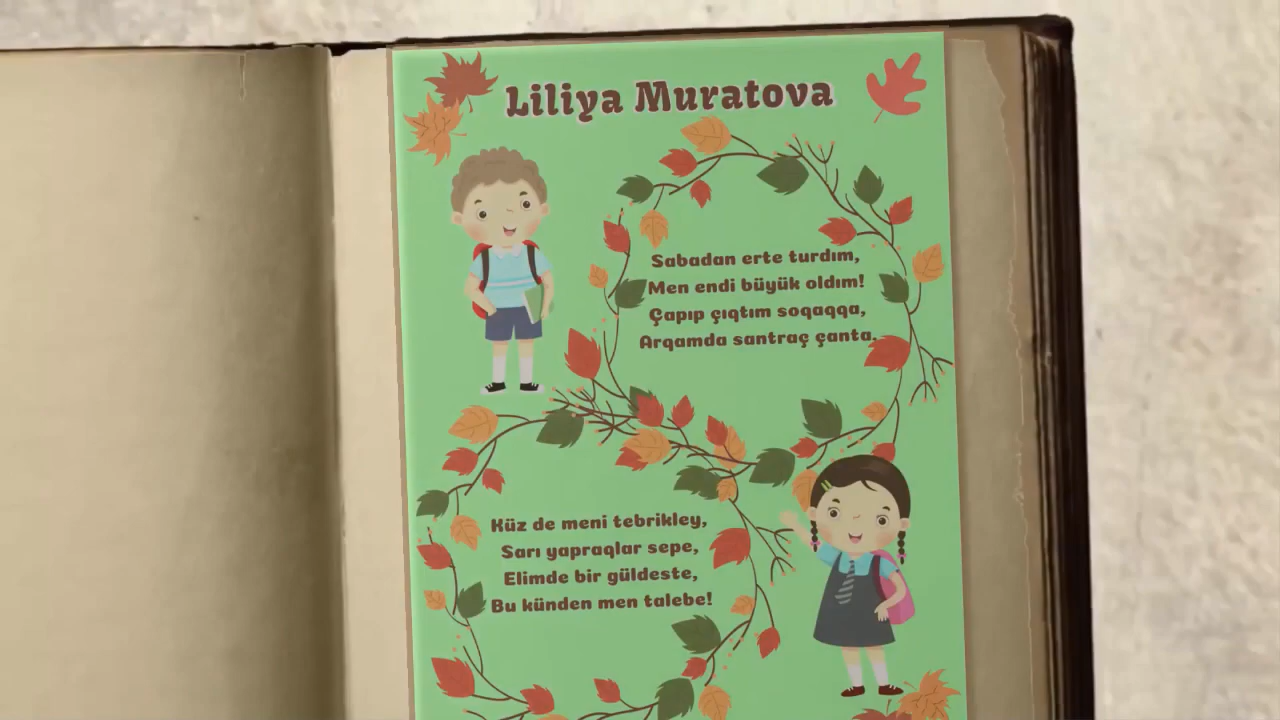 Liliya Muratova
Sabadan erte turdım,
Men endi büyük oldım!
Çapıp çıqtım soqaqqa,
Arqamda santraç çanta.
Küz de meni tebrikley,
Sarı yapraqlar sepe,
Elimde bir güldeste,
Bu künden men talebe!